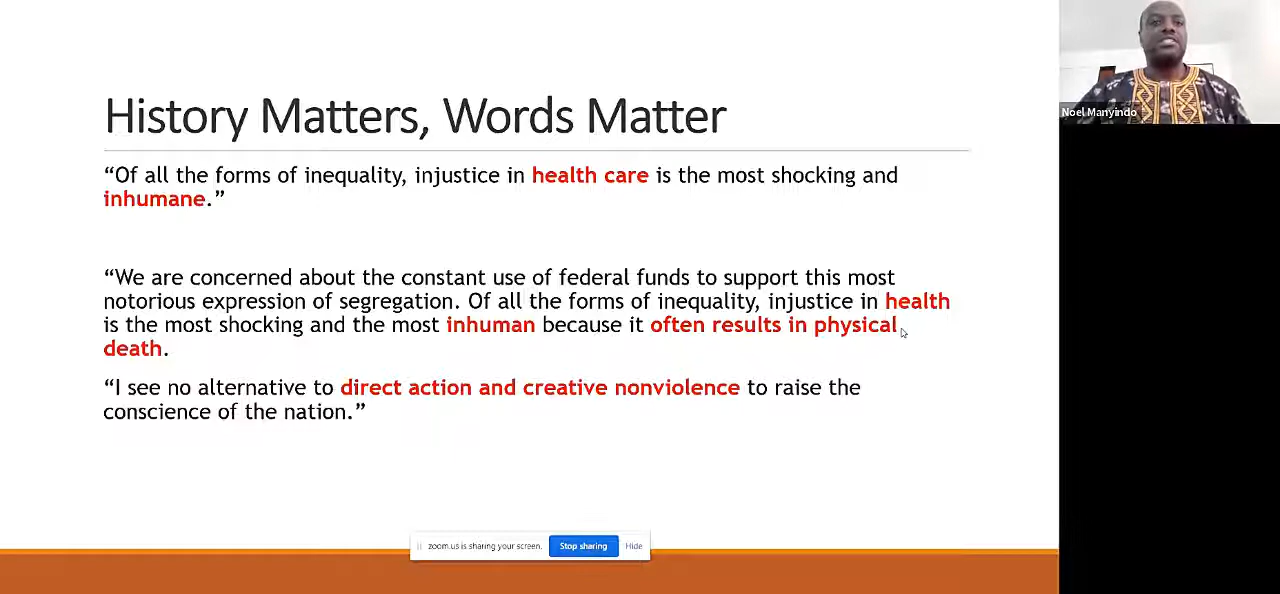 History Matters, Words Matter
“Of all the forms of inequality, injustice in health care is the most shocking and
inhumane.”
“We are concerned about the constant use of federal funds to support this most
notorious expression of segregation. Of all the forms of inequality, injustice in health
is the most shocking and the most inhuman because it often results in physical
death.
“I see no alternative to direct action and creative nonviolence to raise the
conscience of the nation.”
zoom.us is sharing your screen. Stop sharing Hide
Noel Manyindo